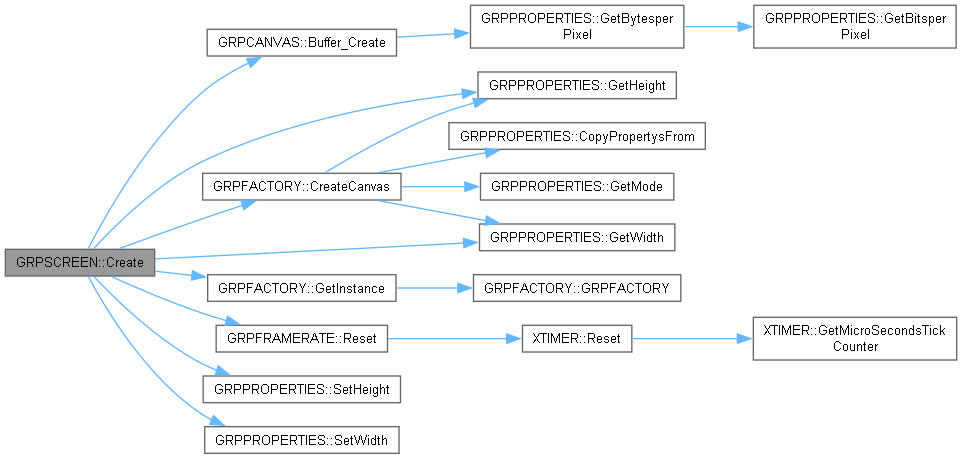 GRPSCREEN::Create
GRPCANVAS::Buffer_Create
GRPPROPERTIES::GetBytesper
Pixel
GRPPROPERTIES::GetBitsper
Pixel
GRPPROPERTIES::GetHeight
GRPFACTORY::CreateCanvas
GRPPROPERTIES::CopyPropertysFrom
GRPPROPERTIES::GetMode
GRPPROPERTIES::GetWidth
GRPFACTORY::GetInstance
GRPFACTORY::GRPFACTORY
GRPFRAMERATE::Reset
XTIMER::Reset
XTIMER::GetMicroSecondsTick
Counter
GRPPROPERTIES::SetHeight
GRPPROPERTIES::SetWidth